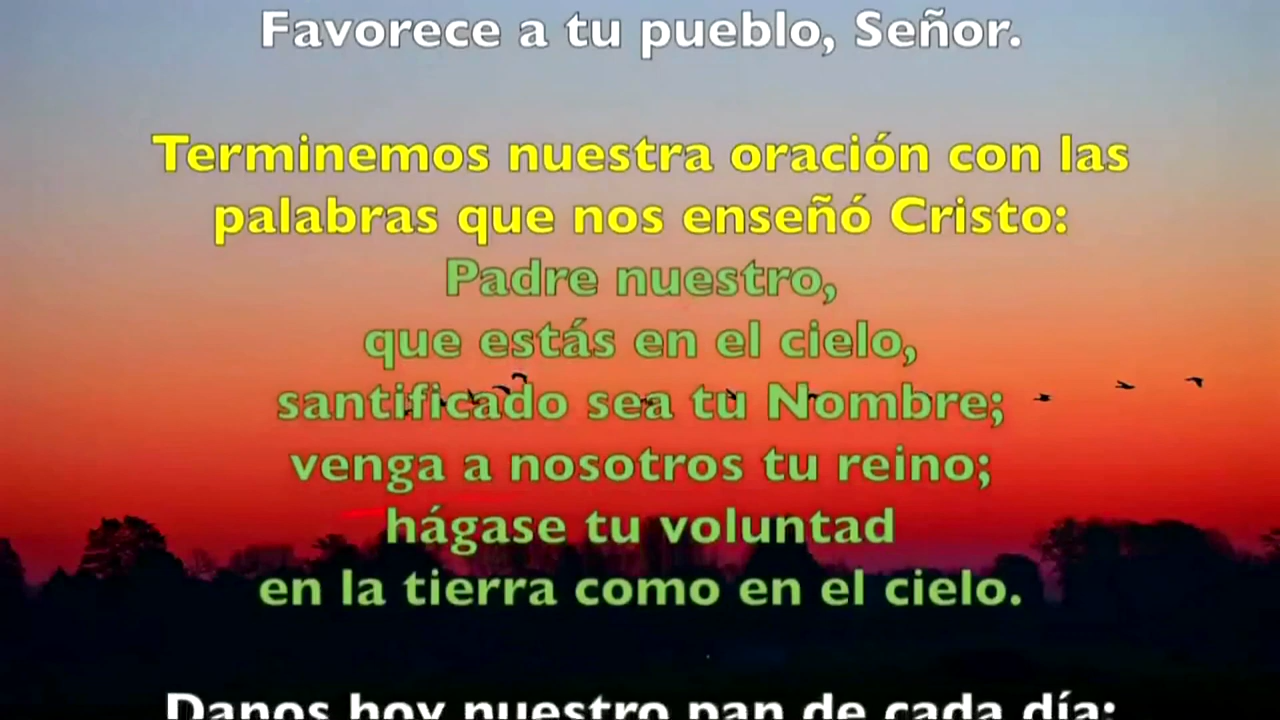 Favorece a tu pueblo, Señor.
Terminemos nuestra oración con las
palabras que nos enseñó Cristo:
Padre nuestro,
que estás en el cielo,
santificado sea tu Nombre;
venga a nosotros tu reino;
hágase tu voluntad
en la tierra como en el cielo.
Danos hoy nuestro pan de cada día;